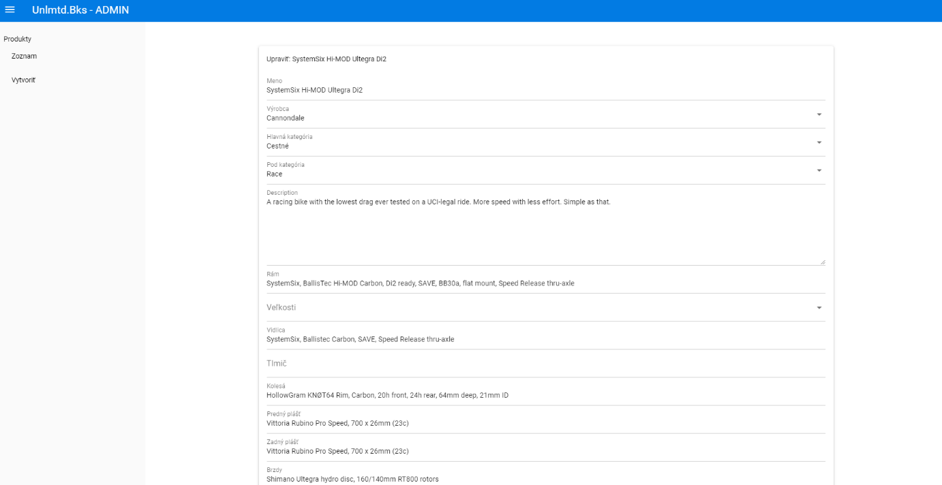 Unlmtd.Bks - ADMIN
Produkty
Zoznam
Vytvoriť
Upraviť: SystemSix Hi-MOD Ultegra Di2
Meno
SystemSix Hi-MOD Ultegra Di2
Výrobca
Cannondale
Hlavná kategória
Cestné
Pod kategória
Race
Description
A racing bike with the lowest drag ever tested on a UCI-legal ride. More speed with less effort. Simple as that.
Rám
SystemSix, BallisTec Hi-MOD Carbon, Di2 ready, SAVE, BB30a, flat mount, Speed Release thru-axle
Veľkosti
Vidlica
SystemSix, Ballistec Carbon, SAVE, Speed Release thru-axle
Tlmič
Kolesá
HollowGram KNØT64 Rim, Carbon, 20h front, 24h rear, 64mm deep, 21mm ID
Predný plášť
Vittoria Rubino Pro Speed, 700 x 26mm (23c)
Zadný plášť
Vittoria Rubino Pro Speed, 700 x 26mm (23c)
Brzdy
Shimano Ultegra hydro disc, 160/140mm RT800 rotors